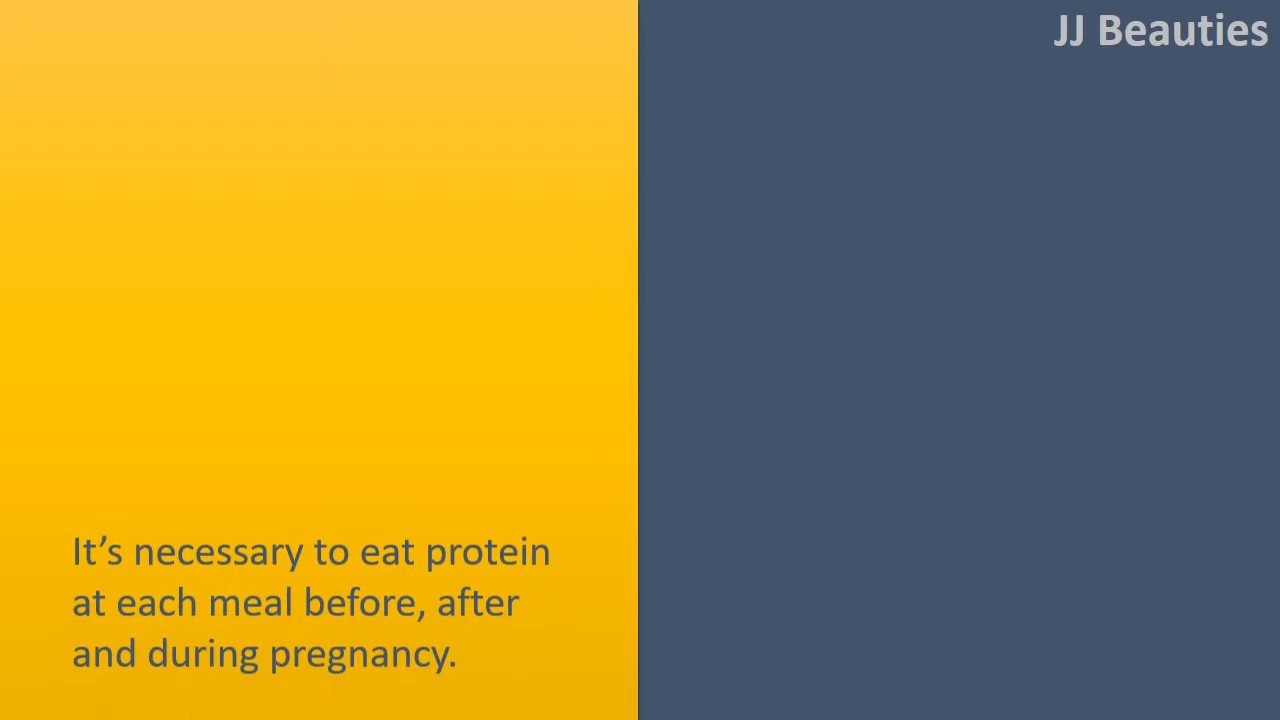 JJ Beauties
It’s necessary to eat protein
at each meal before, after
and during pregnancy.